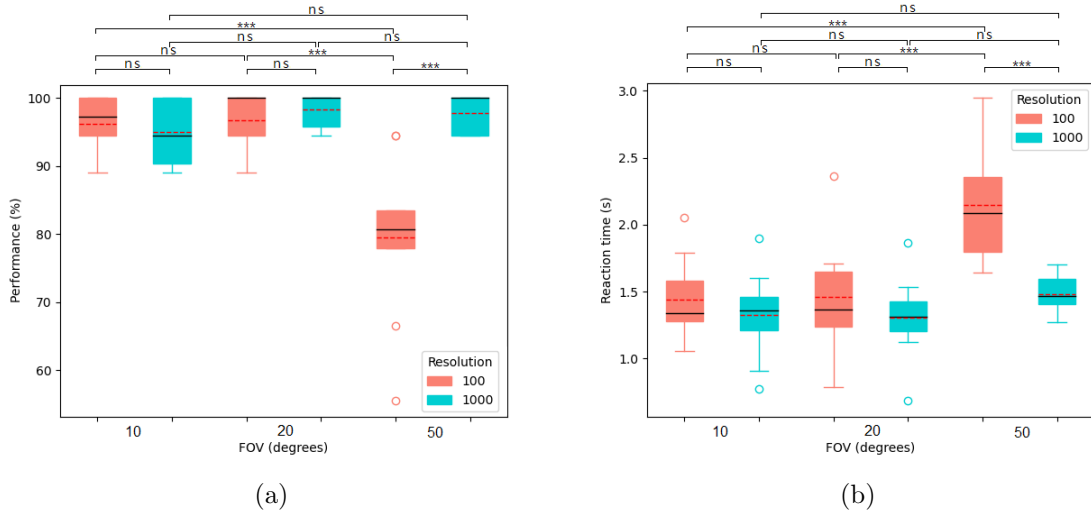 ns
***
ns ns
ns ***
ns ns ***
100
90
80
70
60
Performance (%)
Resolution
100
1000
10 20 50
FOV (degrees)
(a)
ns
***
ns ns
ns ***
ns ns ***
3.0
2.5
2.0
1.5
1.0
Reaction time (s)
Resolution
100
1000
10 20 50
FOV (degrees)
(b)